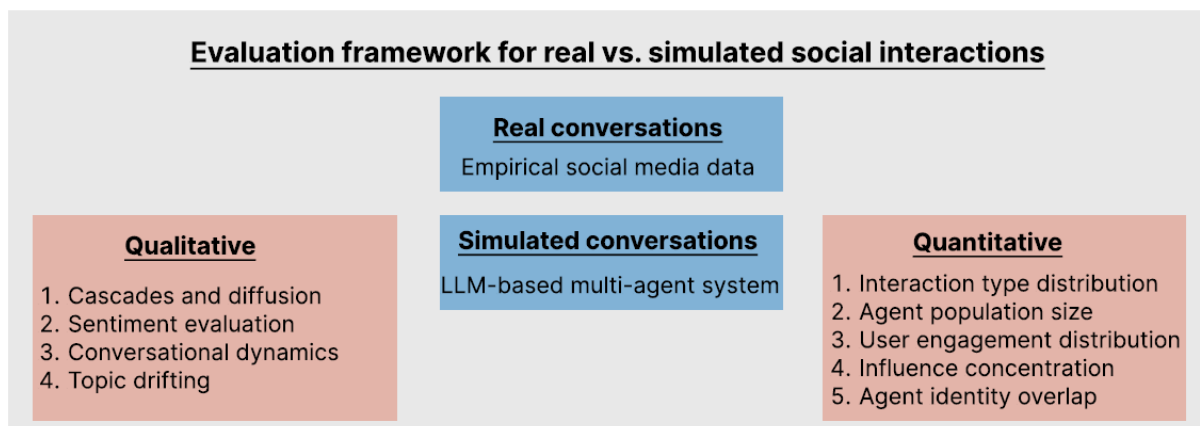 Evaluation framework for real vs. simulated social interactions
Real conversations
Empirical social media data
Simulated conversations
LLM-based multi-agent system
Qualitative
1. Cascades and diffusion
2. Sentiment evaluation
3. Conversational dynamics
4. Topic drifting
Quantitative
1. Interaction type distribution
2. Agent population size
3. User engagement distribution
4. Influence concentration
5. Agent identity overlap